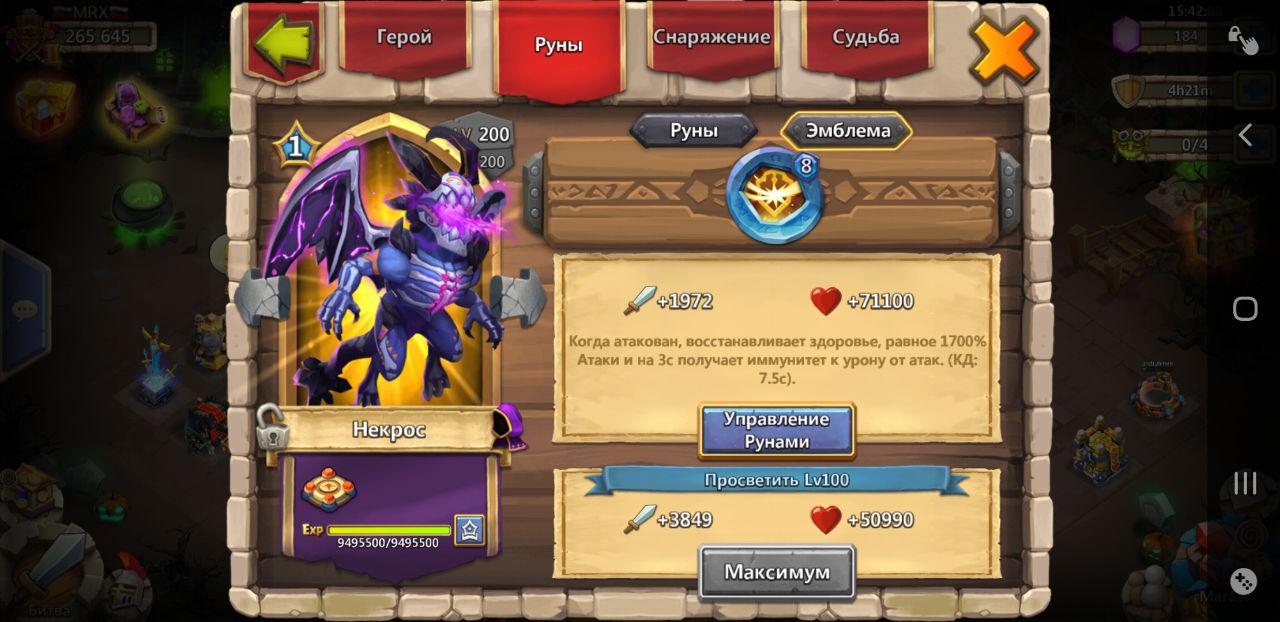 MRX
265 645
15:42:00
184
4h21m
0/4
Герой
Руны
Снаряжение
Судьба
1
LV 200
200
Руны
Эмблема
8
+1972
+71100
Когда атакован, восстанавливает здоровье, равное 1700%
Атаки и на 3с получает иммунитет к урону от атак. (КД:
7.5с).
Управление
Рунами
Некрос
Просветить Lv100
+3849
+50990
Exp
9495500/9495500
Максимум
Битва